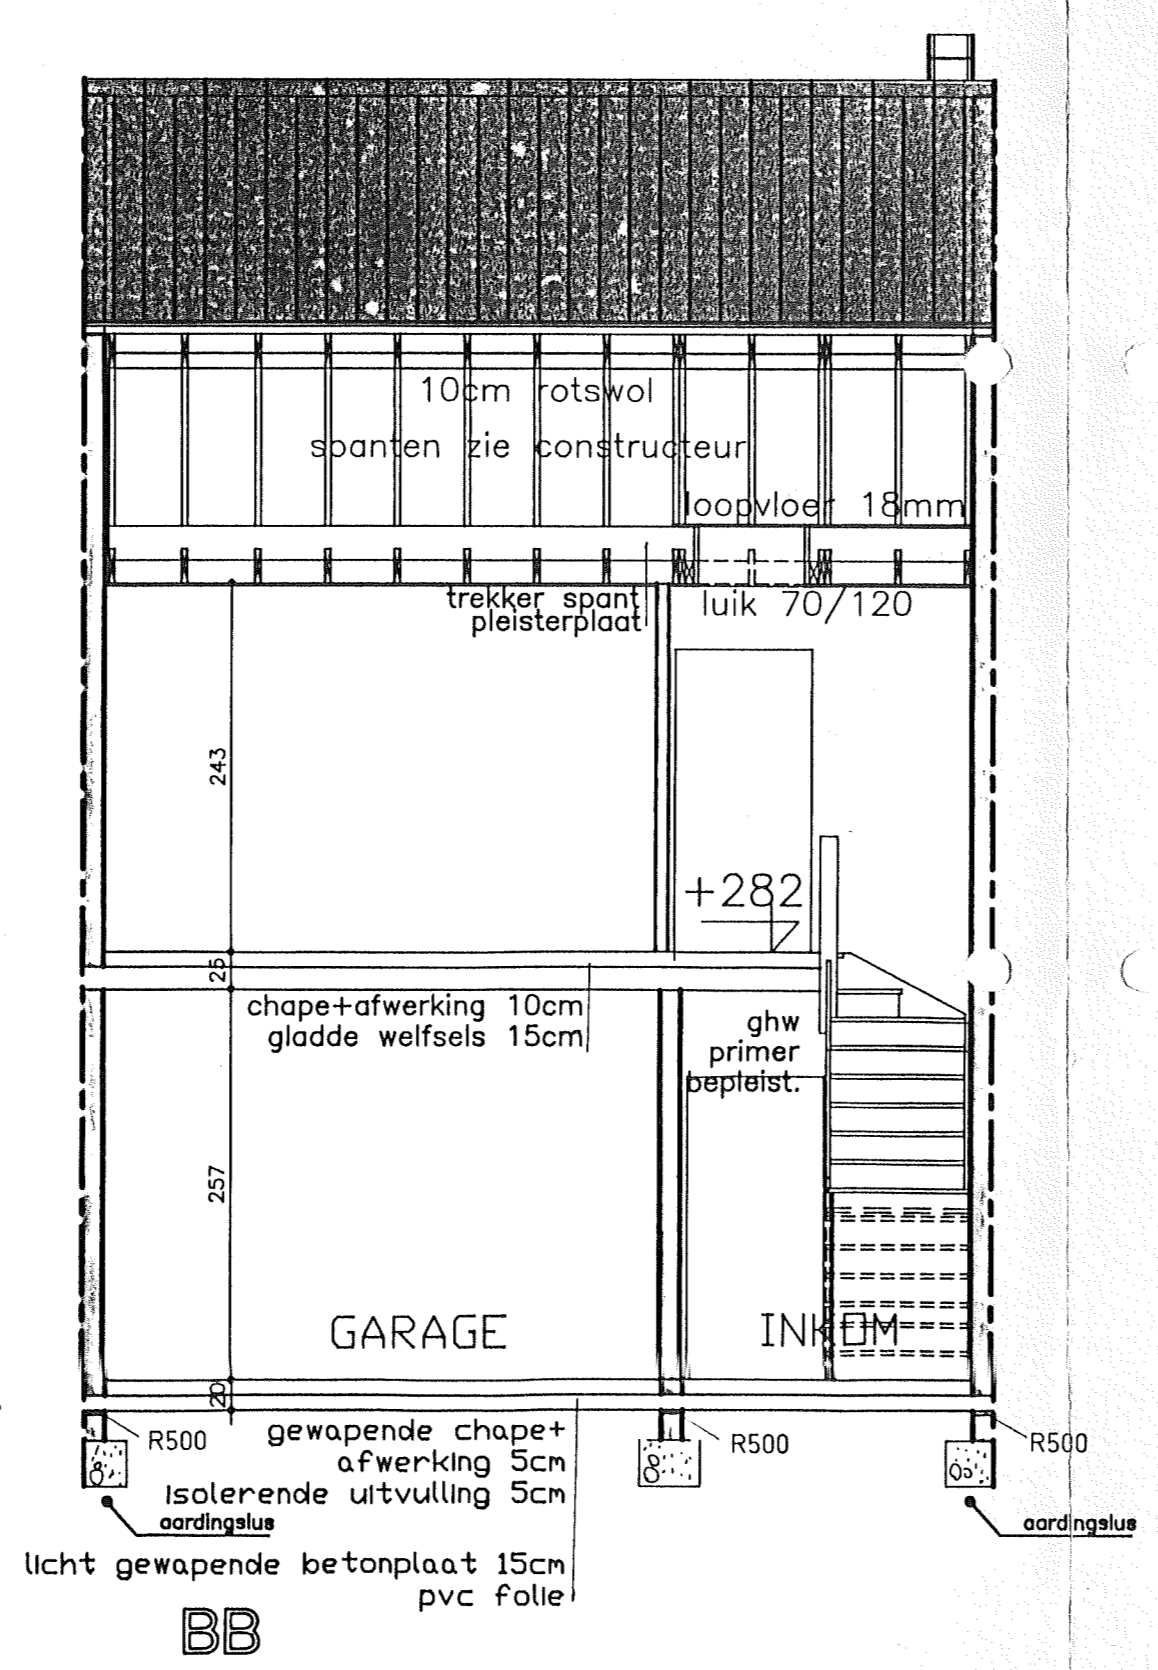 10cm rotswol
spanten zie constructeur
loopvloer 18mm
trekker spant
pleisterplaat
luik 70/120
243
+282
25
chape+afwerking 10cm
gladde welfsels 15cm
ghw
primer
bepleist.
257
GARAGE
INKOM
20
R500
R500
R500
gewapende chape+
afwerking 5cm
isolerende uitvulling 5cm
aardingslus
aardingslus
licht gewapende betonplaat 15cm
pvc folie
BB